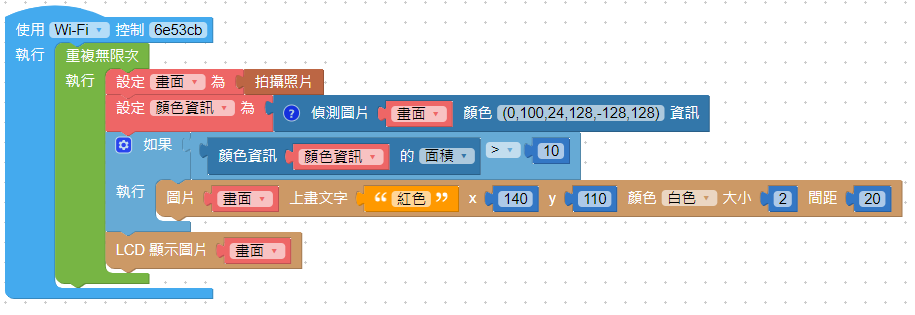 使用 Wi-Fi 控制 6e53cb
執行 重複無限次
執行 設定 畫面 為 拍攝照片
設定 顏色資訊 為 ? 偵測圖片 畫面 顏色 (0,100,24,128,-128,128) 資訊
如果 顏色資訊 顏色資訊 的 面積 > 10
執行 圖片 畫面 上畫文字 “ 紅色 ” x 140 y 110 顏色 白色 大小 2 間距 20
LCD 顯示圖片 畫面